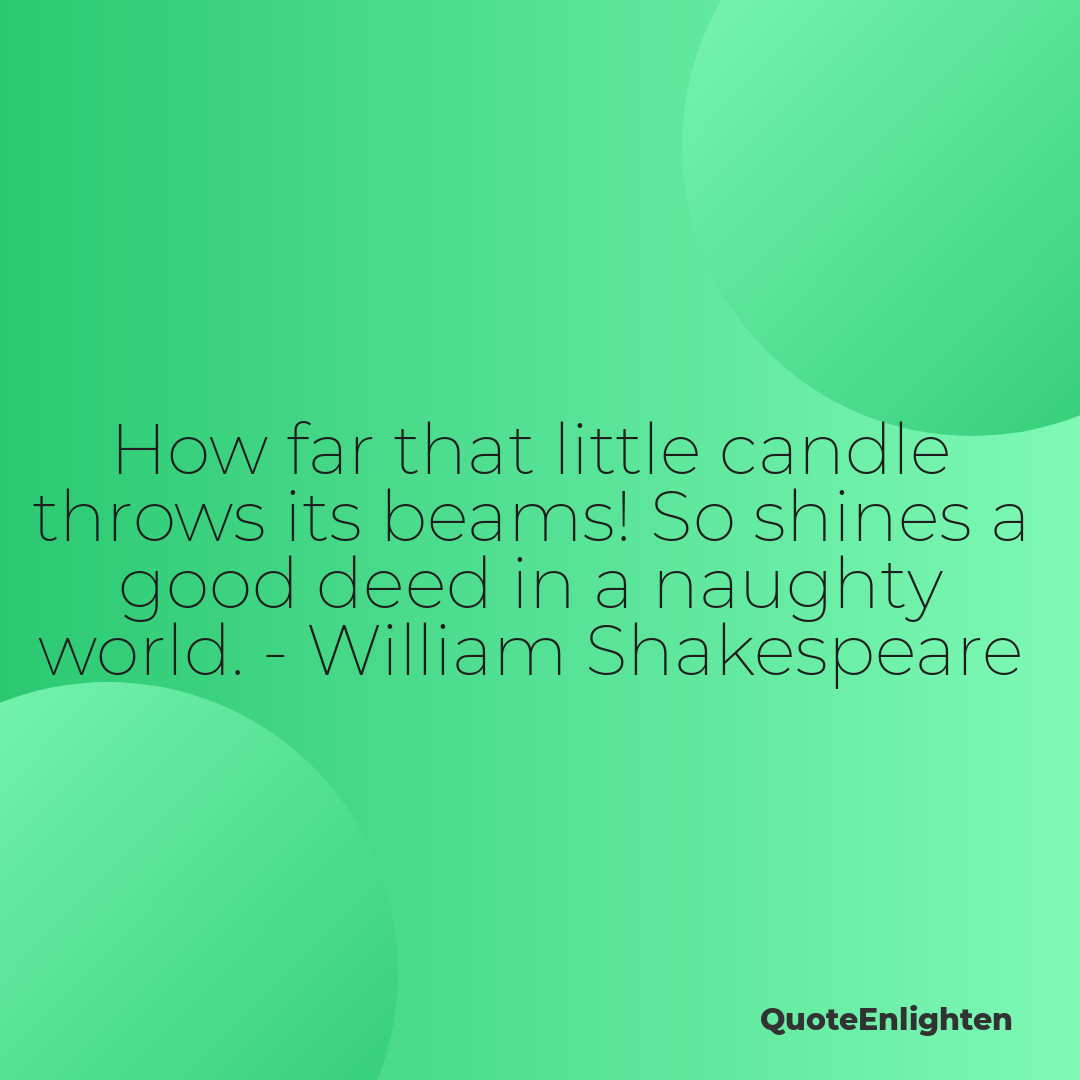 How far that little candle
throws its beams! So shines a
good deed in a naughty
world. - William Shakespeare
QuoteEnlighten